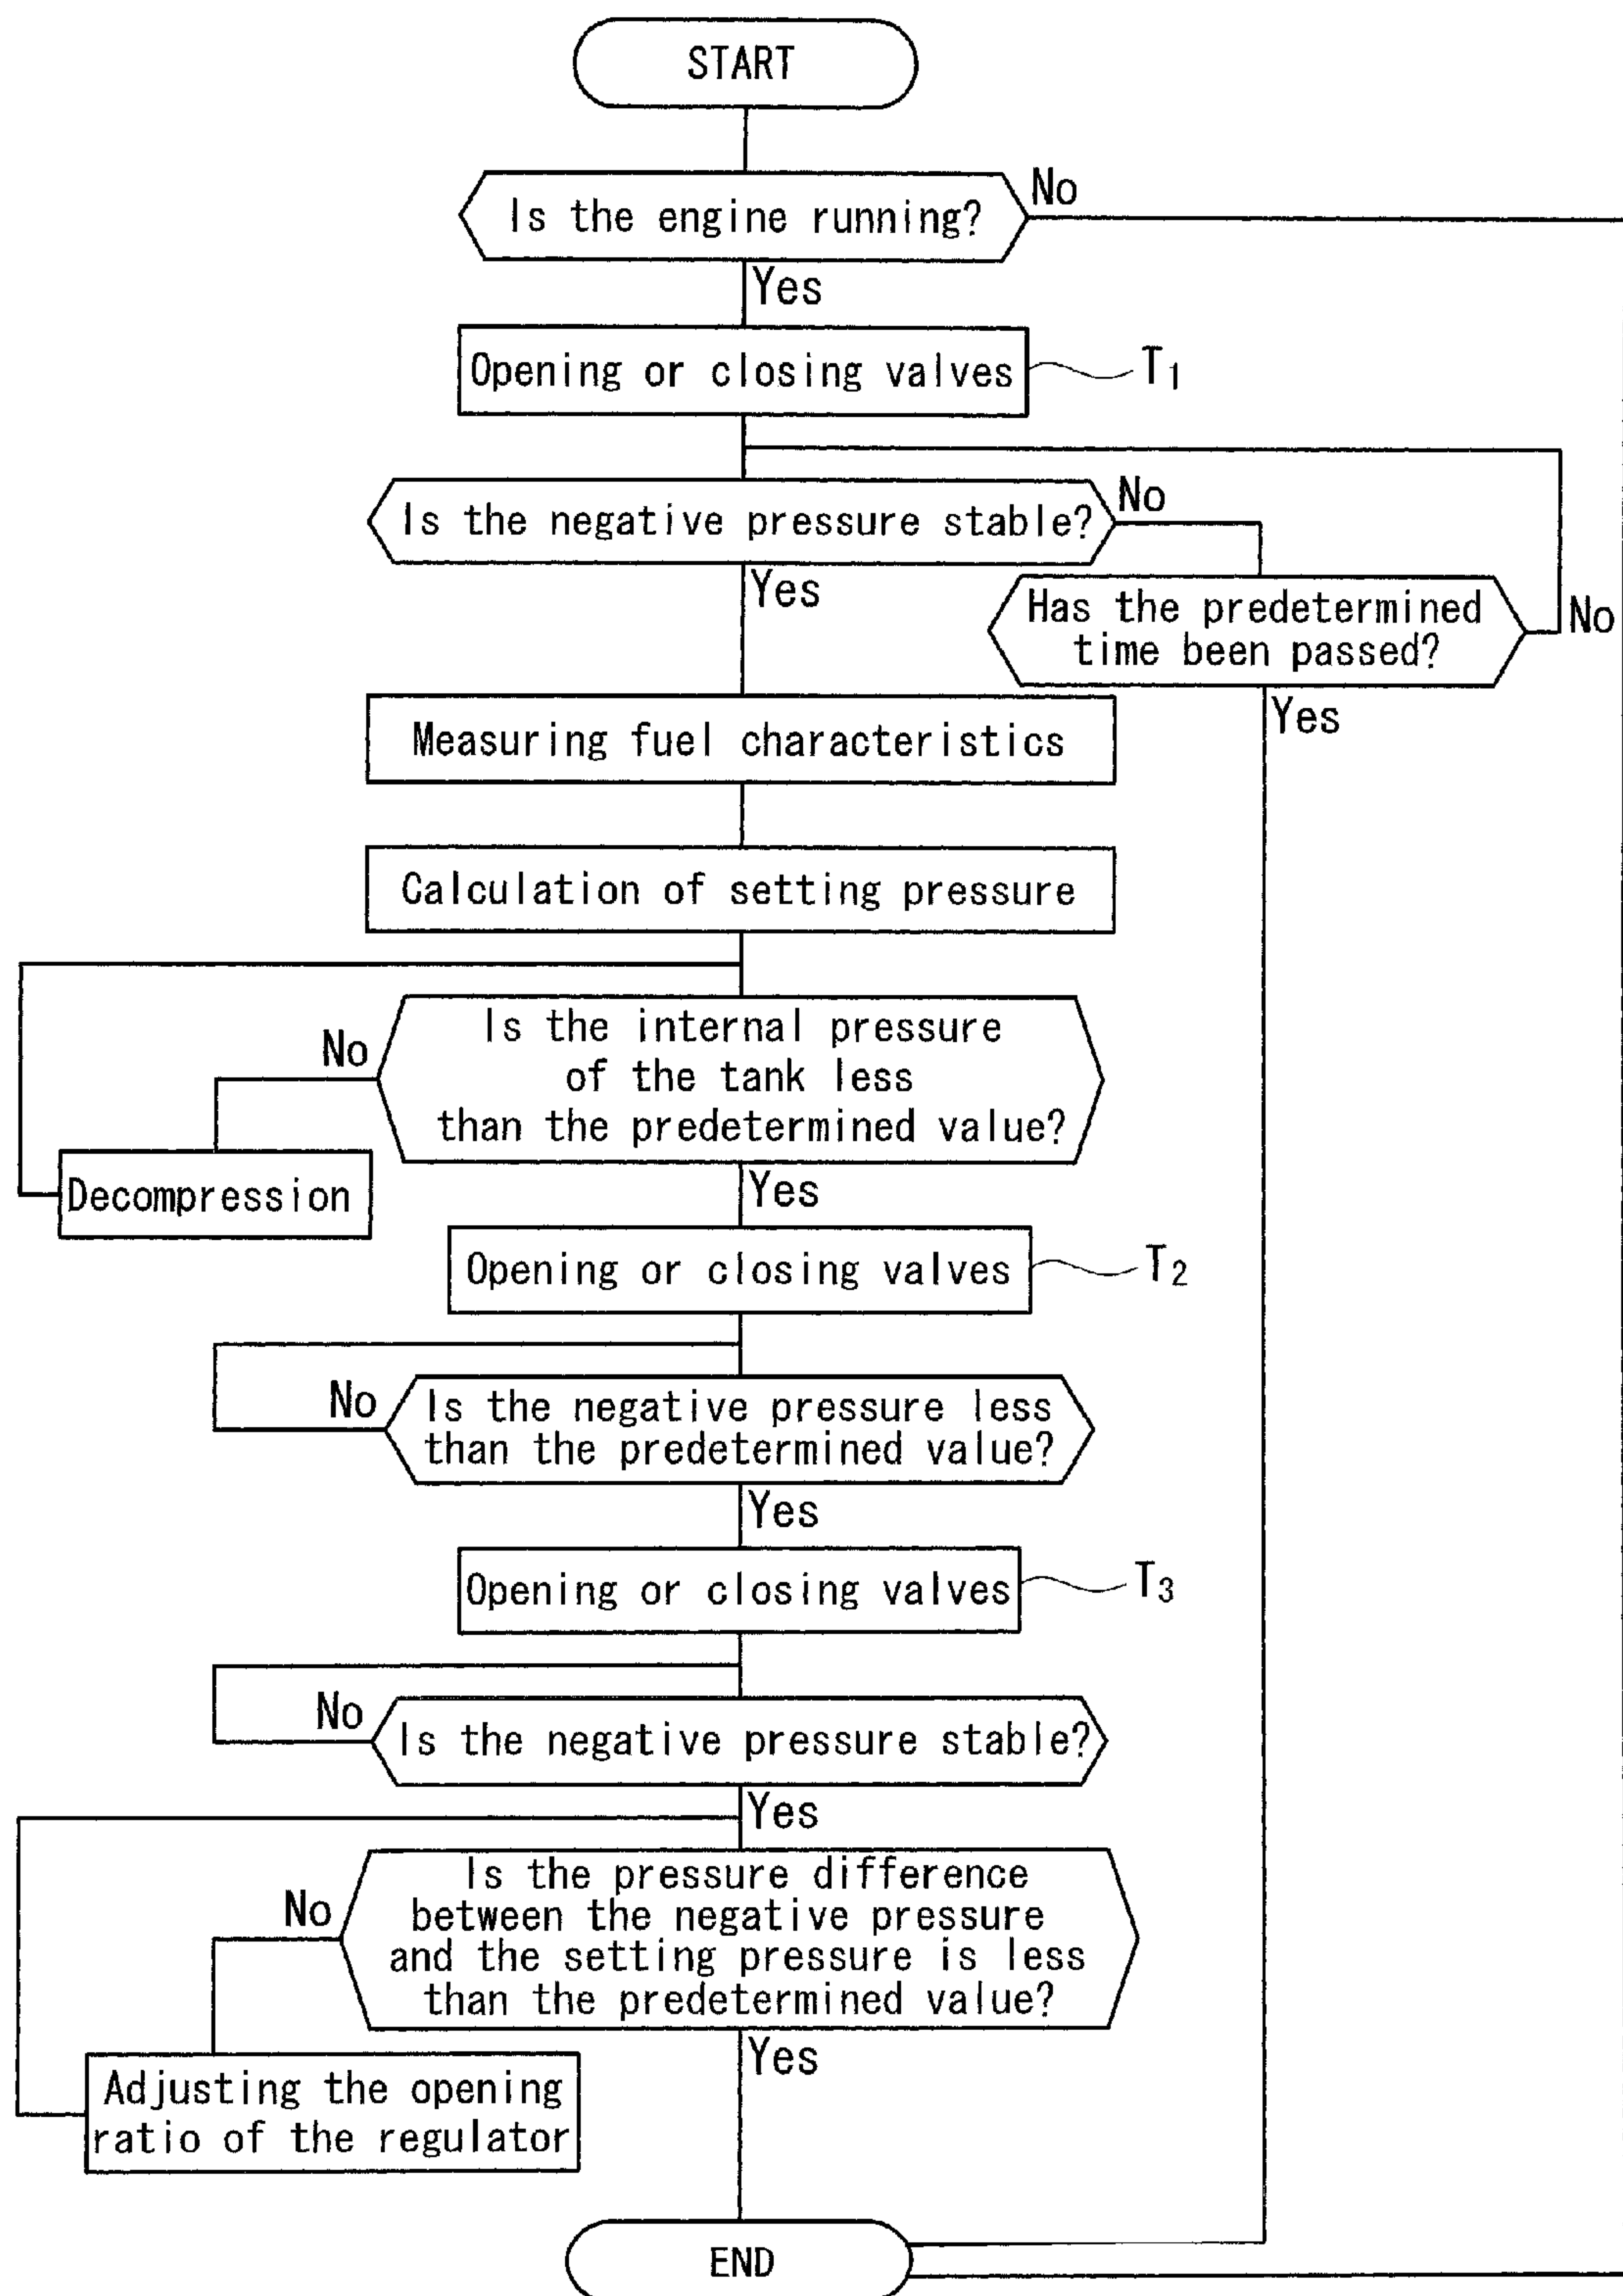 START
Is the engine running?
No
Yes
Opening or closing valves
T1
Is the negative pressure stable?
No
Yes
Has the predetermined
time been passed?
No
Yes
Measuring fuel characteristics
Calculation of setting pressure
Is the internal pressure
of the tank less
than the predetermined value?
No
Decompression
Yes
Opening or closing valves
T2
Is the negative pressure less
than the predetermined value?
No
Yes
Opening or closing valves
T3
Is the negative pressure stable?
No
Yes
Is the pressure difference
between the negative pressure
and the setting pressure is less
than the predetermined value?
No
Adjusting the opening
ratio of the regulator
Yes
END